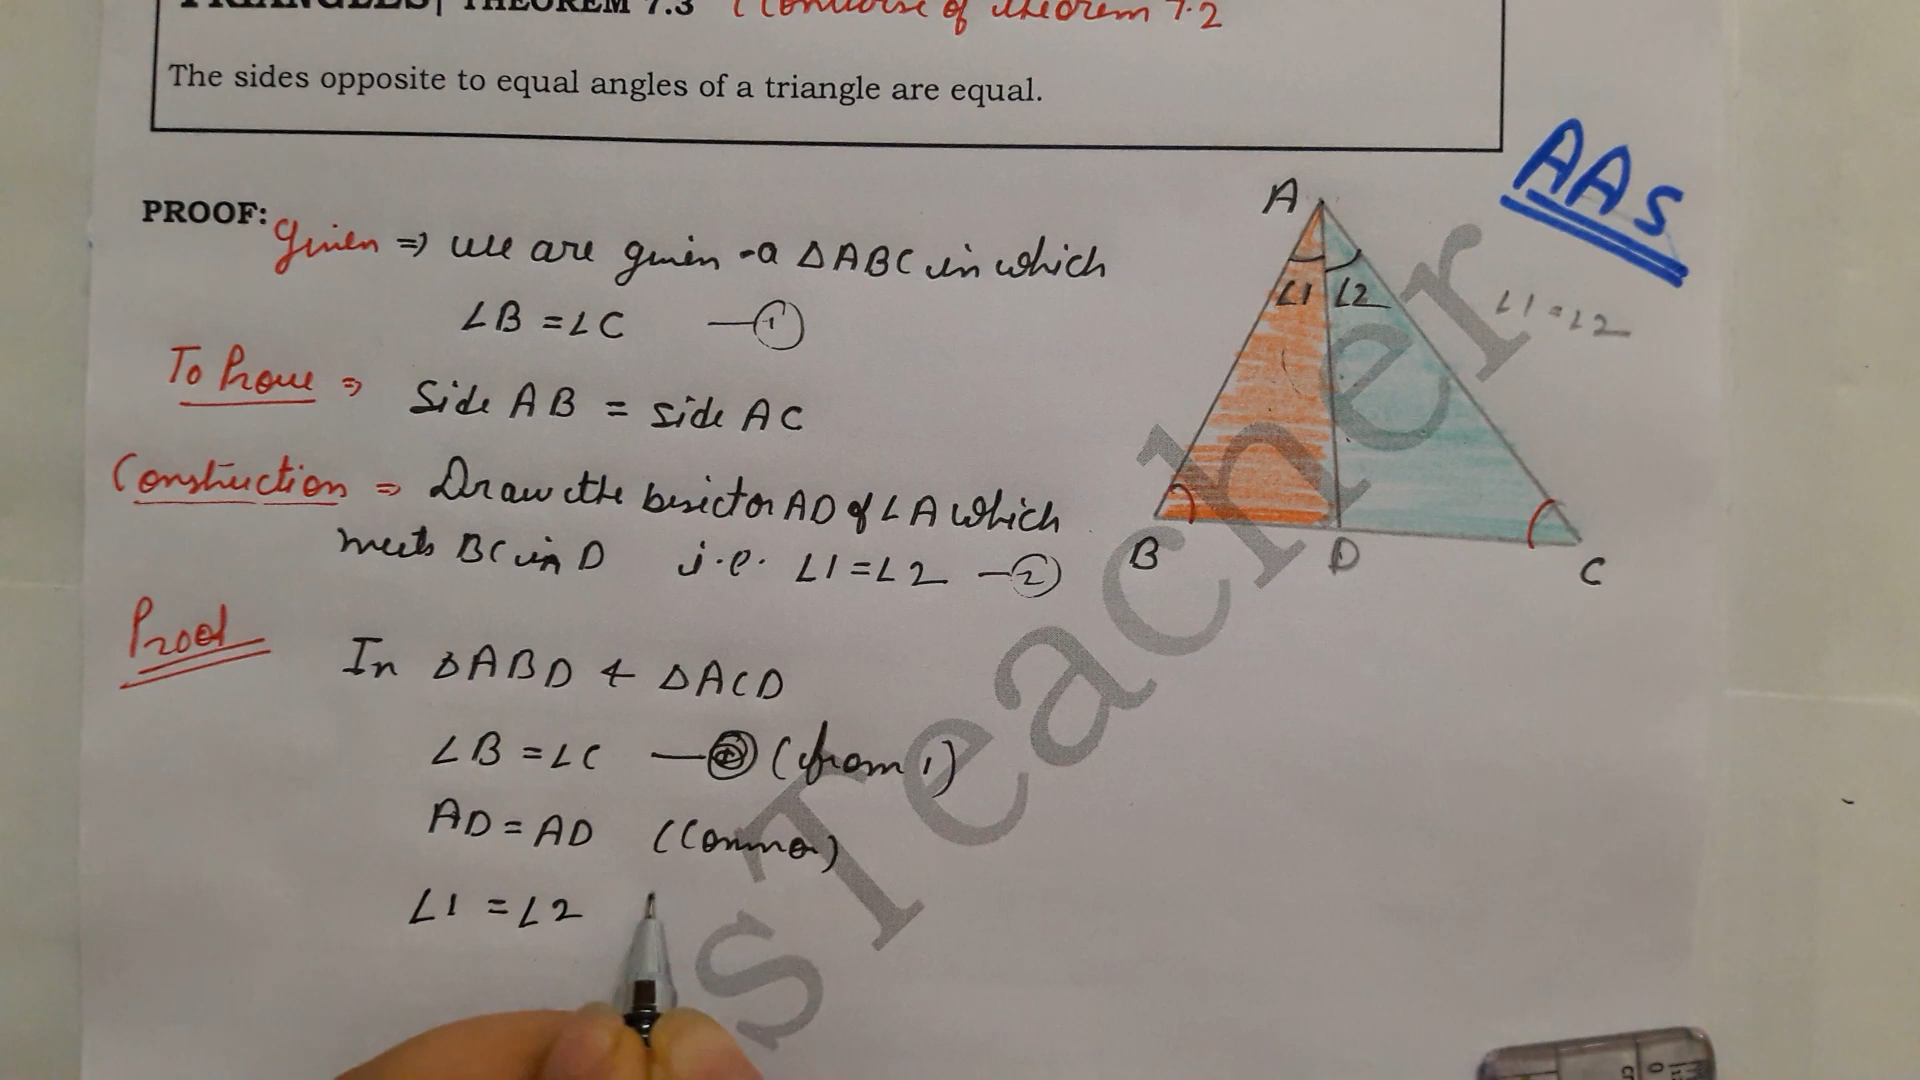 TRIANGLES| THEOREM 7.3 (Converse of theorem 7.2
The sides opposite to equal angles of a triangle are equal.
AAS
PROOF:
Given ⇒ we are given a ΔABC in which
∠B = ∠C —①
To Prove ⇒ Side AB = side AC
Construction ⇒ Draw the bisector AD of ∠A which
meets BC in D i.e. ∠1 = ∠2 —②
A
∠1 ∠2
∠1 = ∠2
B D C
Proof
In ΔABD + ΔACD
∠B = ∠C — (from 1)
AD = AD (Common)
∠1 = ∠2
sTeacher